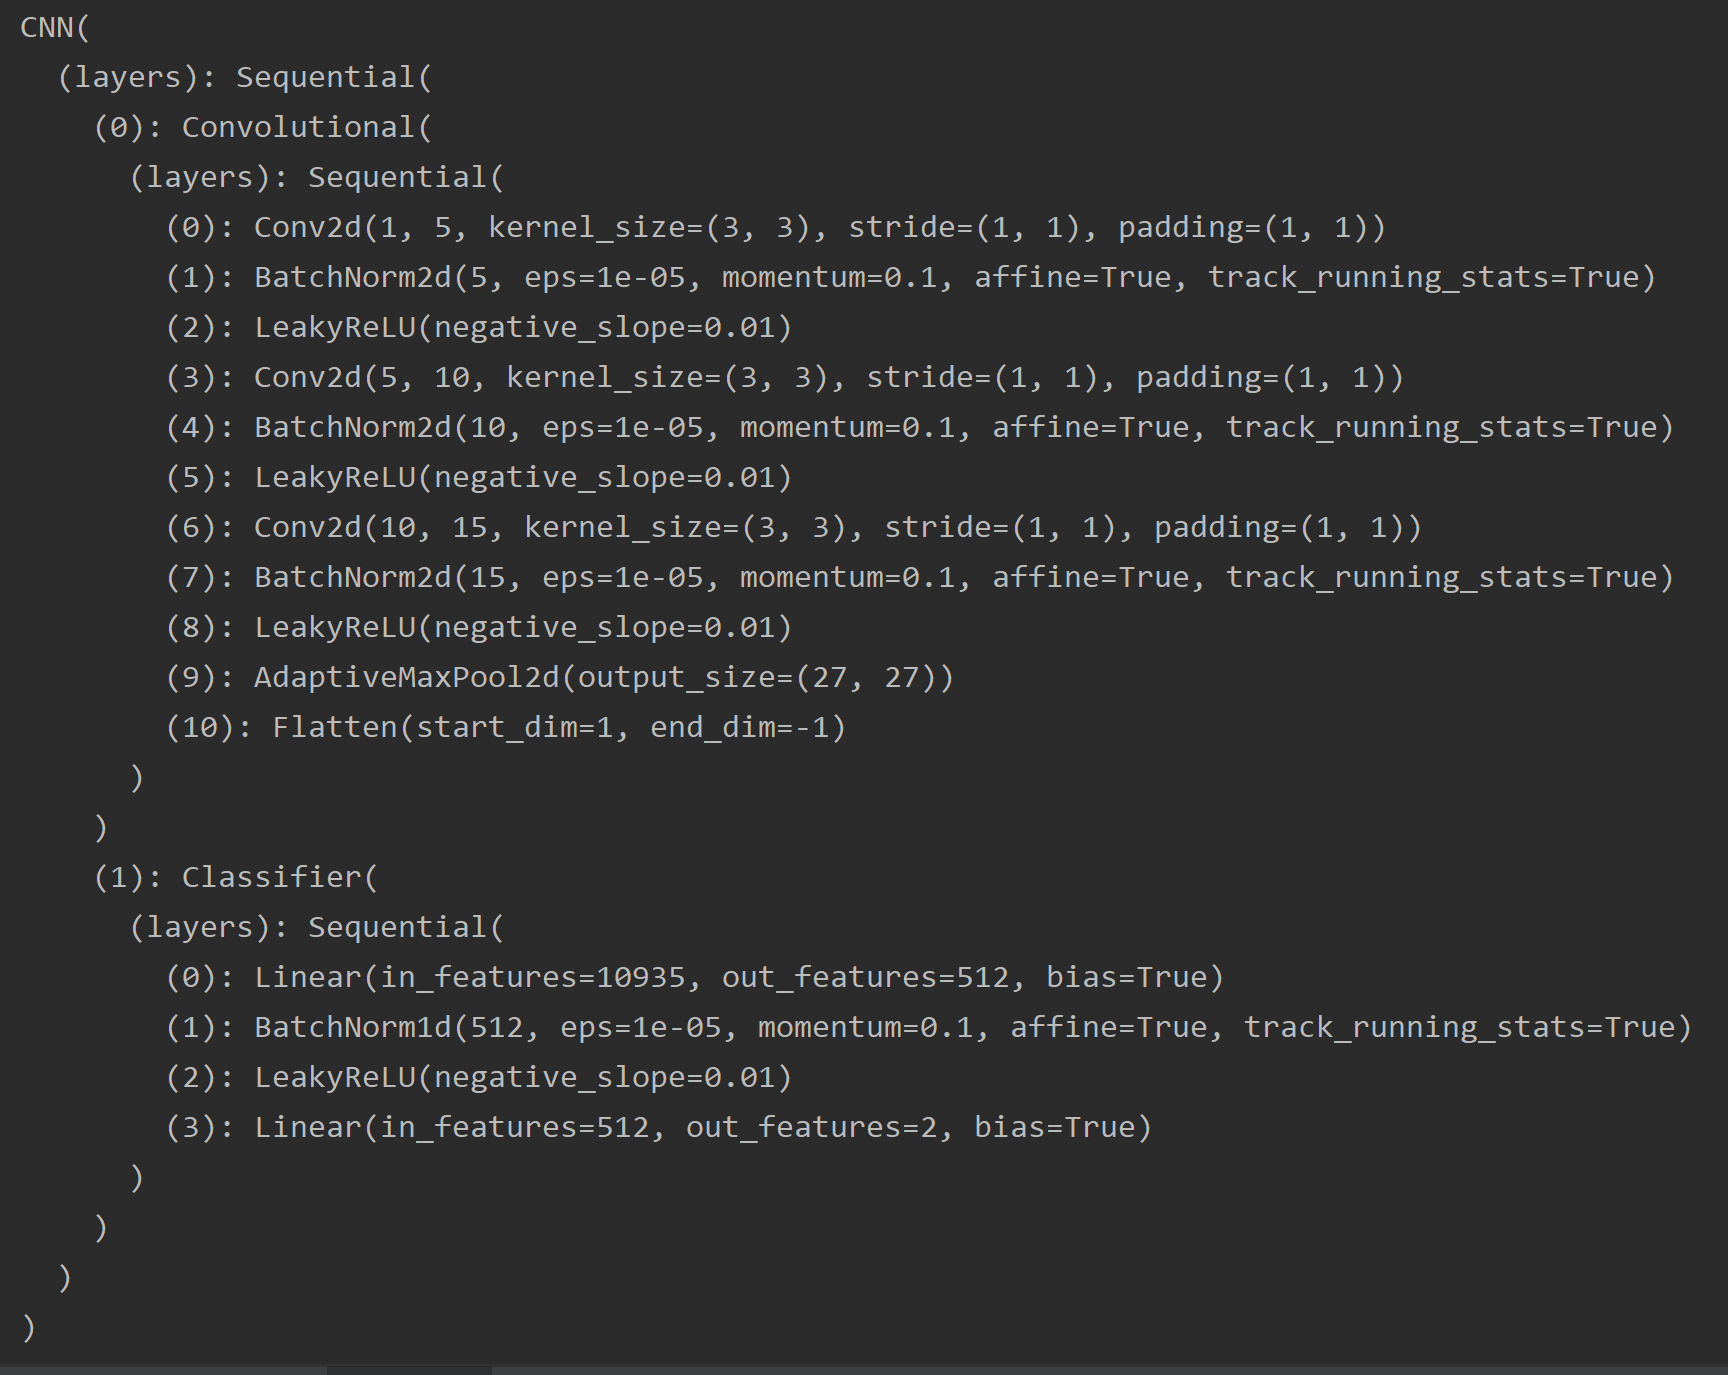 CNN(
  (layers): Sequential(
    (0): Convolutional(
      (layers): Sequential(
        (0): Conv2d(1, 5, kernel_size=(3, 3), stride=(1, 1), padding=(1, 1))
        (1): BatchNorm2d(5, eps=1e-05, momentum=0.1, affine=True, track_running_stats=True)
        (2): LeakyReLU(negative_slope=0.01)
        (3): Conv2d(5, 10, kernel_size=(3, 3), stride=(1, 1), padding=(1, 1))
        (4): BatchNorm2d(10, eps=1e-05, momentum=0.1, affine=True, track_running_stats=True)
        (5): LeakyReLU(negative_slope=0.01)
        (6): Conv2d(10, 15, kernel_size=(3, 3), stride=(1, 1), padding=(1, 1))
        (7): BatchNorm2d(15, eps=1e-05, momentum=0.1, affine=True, track_running_stats=True)
        (8): LeakyReLU(negative_slope=0.01)
        (9): AdaptiveMaxPool2d(output_size=(27, 27))
        (10): Flatten(start_dim=1, end_dim=-1)
      )
    )
    (1): Classifier(
      (layers): Sequential(
        (0): Linear(in_features=10935, out_features=512, bias=True)
        (1): BatchNorm1d(512, eps=1e-05, momentum=0.1, affine=True, track_running_stats=True)
        (2): LeakyReLU(negative_slope=0.01)
        (3): Linear(in_features=512, out_features=2, bias=True)
      )
    )
  )
)